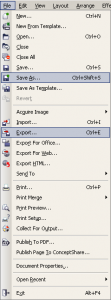 File Edit View Layout Arrange Effe
New... Ctrl+N
New From Template...
Open... Ctrl+O
Close
Close All
Save... Ctrl+S
Save As... Ctrl+Shift+S
Save As Template...
Revert
Acquire Image
Import... Ctrl+I
Export... Ctrl+E
Export For Office...
Export For Web...
Export HTML...
Send To
Print... Ctrl+P
Print Merge
Print Preview...
Print Setup...
Collect For Output...
Publish To PDF...
Publish Page To ConceptShare...
Document Properties...
Open Recent
Exit Alt+F4